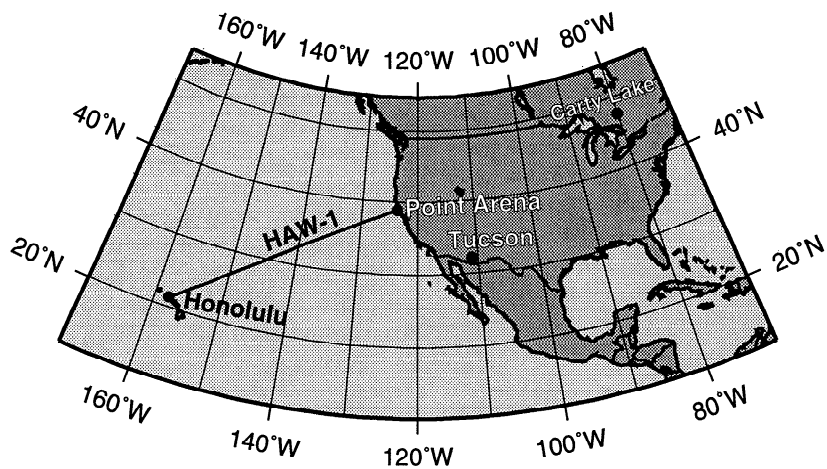 160˚W
140˚W
120˚W
100˚W
80˚W
Carty Lake
40˚N
40˚N
Point Arena
HAW-1
Tucson
20˚N
20˚N
Honolulu
160˚W
140˚W
120˚W
100˚W
80˚W